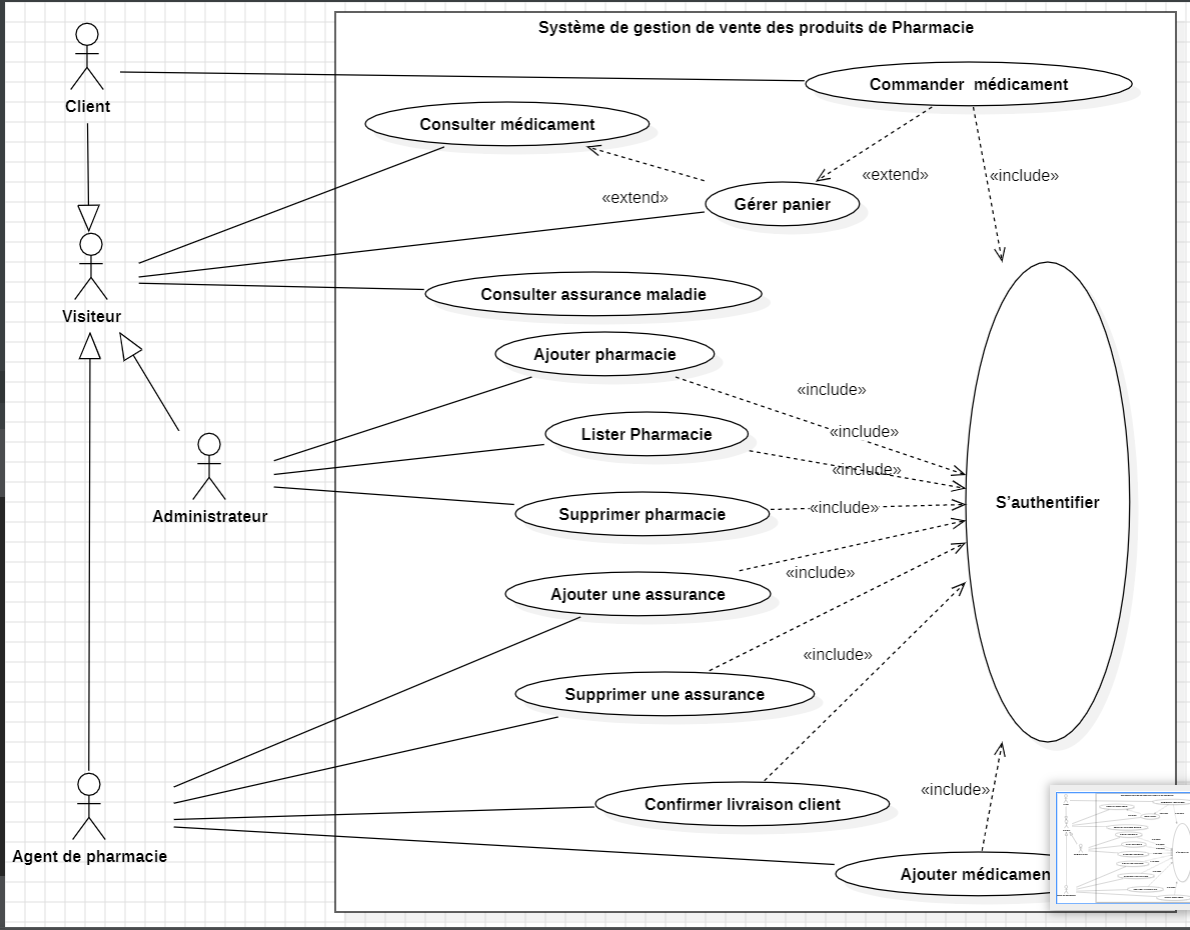 Système de gestion de vente des produits de Pharmacie
Client
Commander médicament
Consulter médicament
«extend»
«include»
«extend»
Gérer panier
Visiteur
Consulter assurance maladie
Ajouter pharmacie
«include»
Lister Pharmacie
«include»
«include»
Administrateur
Supprimer pharmacie
«include»
S'authentifier
Ajouter une assurance
«include»
«include»
Supprimer une assurance
«include»
Confirmer livraison client
Agent de pharmacie
Ajouter médicamen